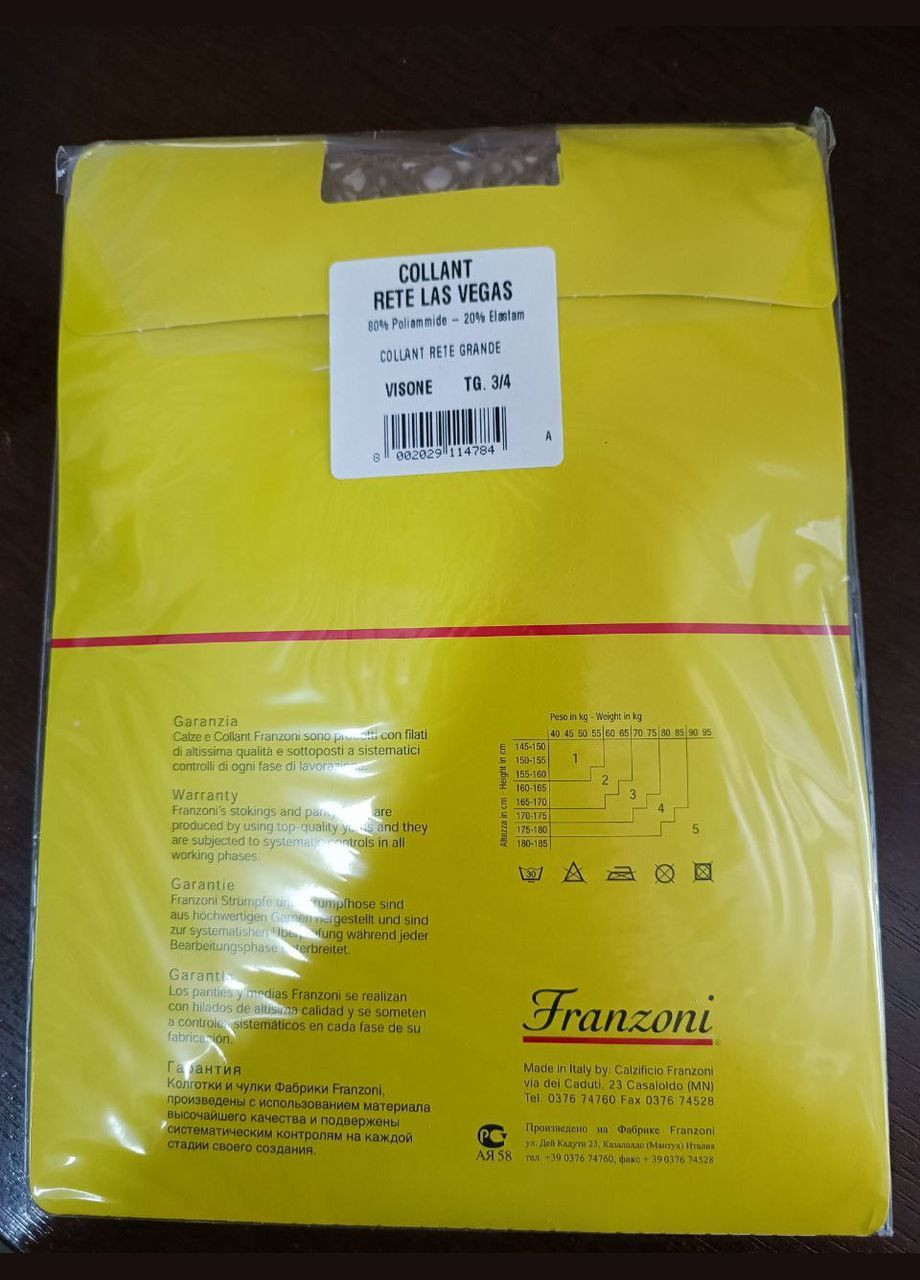 COLLANT
RETE LAS VEGAS
80% Poliammide – 20% Elastam
COLLANT RETE GRANDE
VISONE TG. 3/4
A
8 002029 114784
Garanzia
Calze e Collant Franzoni sono prodotti con filati
di altissima qualità e sottoposti a sistematici
controlli di ogni fase di lavorazione.
Warranty
Franzoni's stokings and are
produced by using top-quality yarns and they
are subjected to systematic controls in all
working phases.
Garantie
Franzoni Strümpfe und Strumpfhose sind
aus hochwertigen Garnen hergestellt und sind
zur systematishen Überprüfung während jeder
Bearbeitungsphase unterbreitet.
Garantía
Los panties y medias Franzoni se realizan
con hilados de altisima calidad y se someten
a controles sistemáticos en cada fase de su
fabricación.
Гарантия
Колготки и чулки Фабрики Franzoni,
произведены с использованием материала
высочайшего качества и подвержены
систематическим контролям на каждой
стадии своего создания.
Peso in kg - Weight in kg
40 45 50 55 60 65 70 75 80 85 90 95
Altezza in cm - Height in cm
145-150
150-155 1
155-160
160-165 2
165-170 3
170-175 4
175-180 5
180-185
30
Franzoni®
Made in Italy by: Calzificio Franzoni
via dei Caduti, 23 Casaloldo (MN)
Tel. 0376 74760 Fax 0376 74528
РС
АЯ 58
Произведено на Фабрике Franzoni
ул. Дей Кадути 23, Казалолдо (Мантуя) Италия
тел. +39 0376 74760, факс + 39 0376 74528